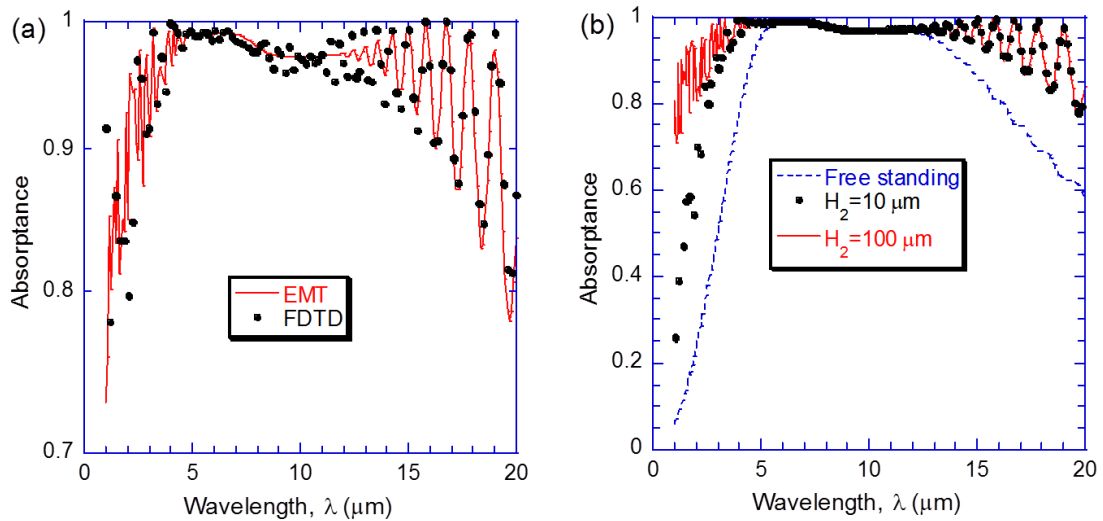 (a)
1
0.9
0.8
0.7
Absorptance
EMT
FDTD
0 5 10 15 20
Wavelength, λ (μm)
(b)
1
0.8
0.6
0.4
0.2
0
Absorptance
Free standing
H₂=10 μm
H₂=100 μm
0 5 10 15 20
Wavelength, λ (μm)